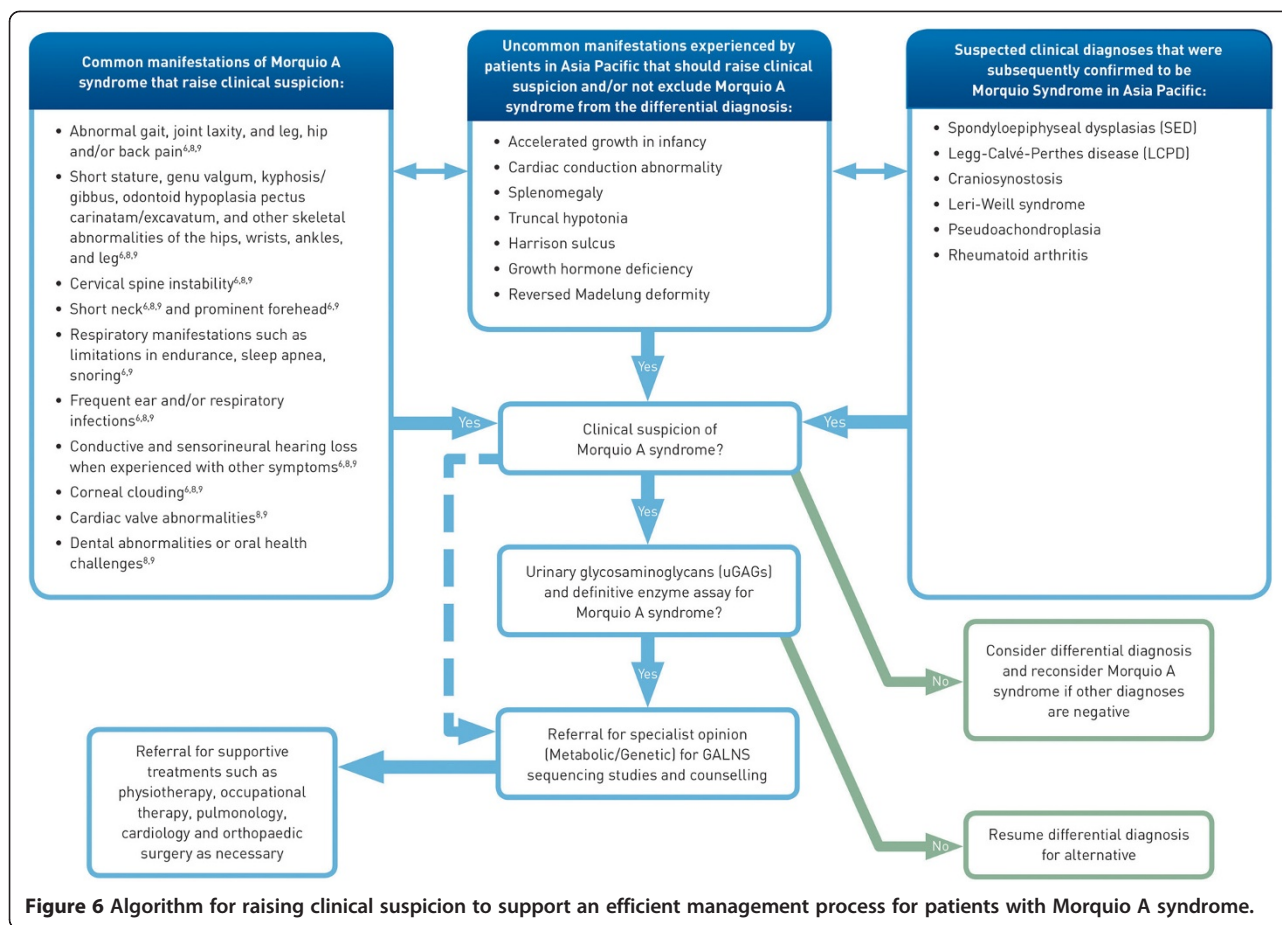 Common manifestations of Morquio A
syndrome that raise clinical suspicion:
• Abnormal gait, joint laxity, and leg, hip
and/or back pain6,8,9
• Short stature, genu valgum, kyphosis/
gibbus, odontoid hypoplasia pectus
carinatam/excavatum, and other skeletal
abnormalities of the hips, wrists, ankles,
and leg6,8,9
• Cervical spine instability6,8,9
• Short neck6,8,9 and prominent forehead6,9
• Respiratory manifestations such as
limitations in endurance, sleep apnea,
snoring6,9
• Frequent ear and/or respiratory
infections6,8,9
• Conductive and sensorineural hearing loss
when experienced with other symptoms6,8,9
• Corneal clouding6,8,9
• Cardiac valve abnormalities8,9
• Dental abnormalities or oral health
challenges8,9
Uncommon manifestations experienced by
patients in Asia Pacific that should raise clinical
suspicion and/or not exclude Morquio A
syndrome from the differential diagnosis:
• Accelerated growth in infancy
• Cardiac conduction abnormality
• Splenomegaly
• Truncal hypotonia
• Harrison sulcus
• Growth hormone deficiency
• Reversed Madelung deformity
Suspected clinical diagnoses that were
subsequently confirmed to be
Morquio Syndrome in Asia Pacific:
• Spondyloepiphyseal dysplasias (SED)
• Legg-Calvé-Perthes disease (LCPD)
• Craniosynostosis
• Leri-Weill syndrome
• Pseudoachondroplasia
• Rheumatoid arthritis
Yes
Yes
Yes
Clinical suspicion of
Morquio A syndrome?
Yes
Urinary glycosaminoglycans (uGAGs)
and definitive enzyme assay for
Morquio A syndrome?
No
Consider differential diagnosis
and reconsider Morquio A
syndrome if other diagnoses
are negative
Yes
Referral for specialist opinion
(Metabolic/Genetic) for GALNS
sequencing studies and counselling
Referral for supportive
treatments such as
physiotherapy, occupational
therapy, pulmonology,
cardiology and orthopaedic
surgery as necessary
No
Resume differential diagnosis
for alternative
Figure 6 Algorithm for raising clinical suspicion to support an efficient management process for patients with Morquio A syndrome.